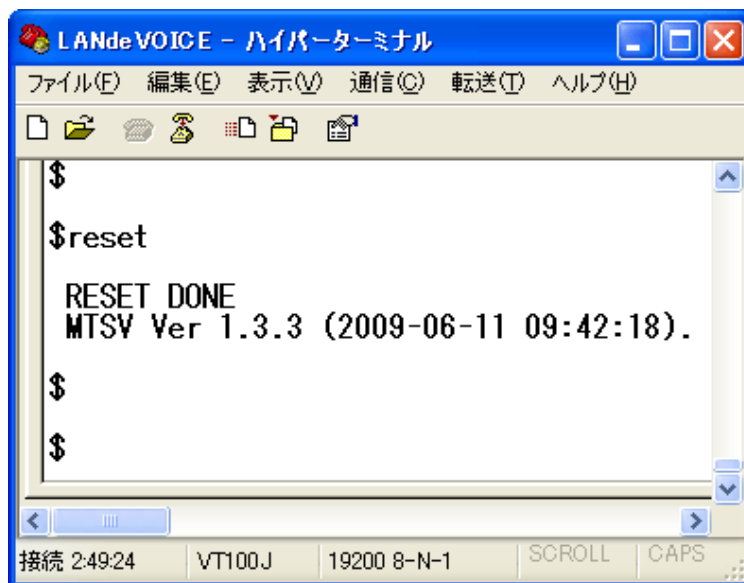 LANdeVOICE - ハイパーターミナル
ファイル(F) 編集(E) 表示(V) 通信(C) 転送(T) ヘルプ(H)
$
$reset
RESET DONE
MTSV Ver 1.3.3 (2009-06-11 09:42:18).
$
$
接続 2:49:24 VT100J 19200 8-N-1 SCROLL CAPS